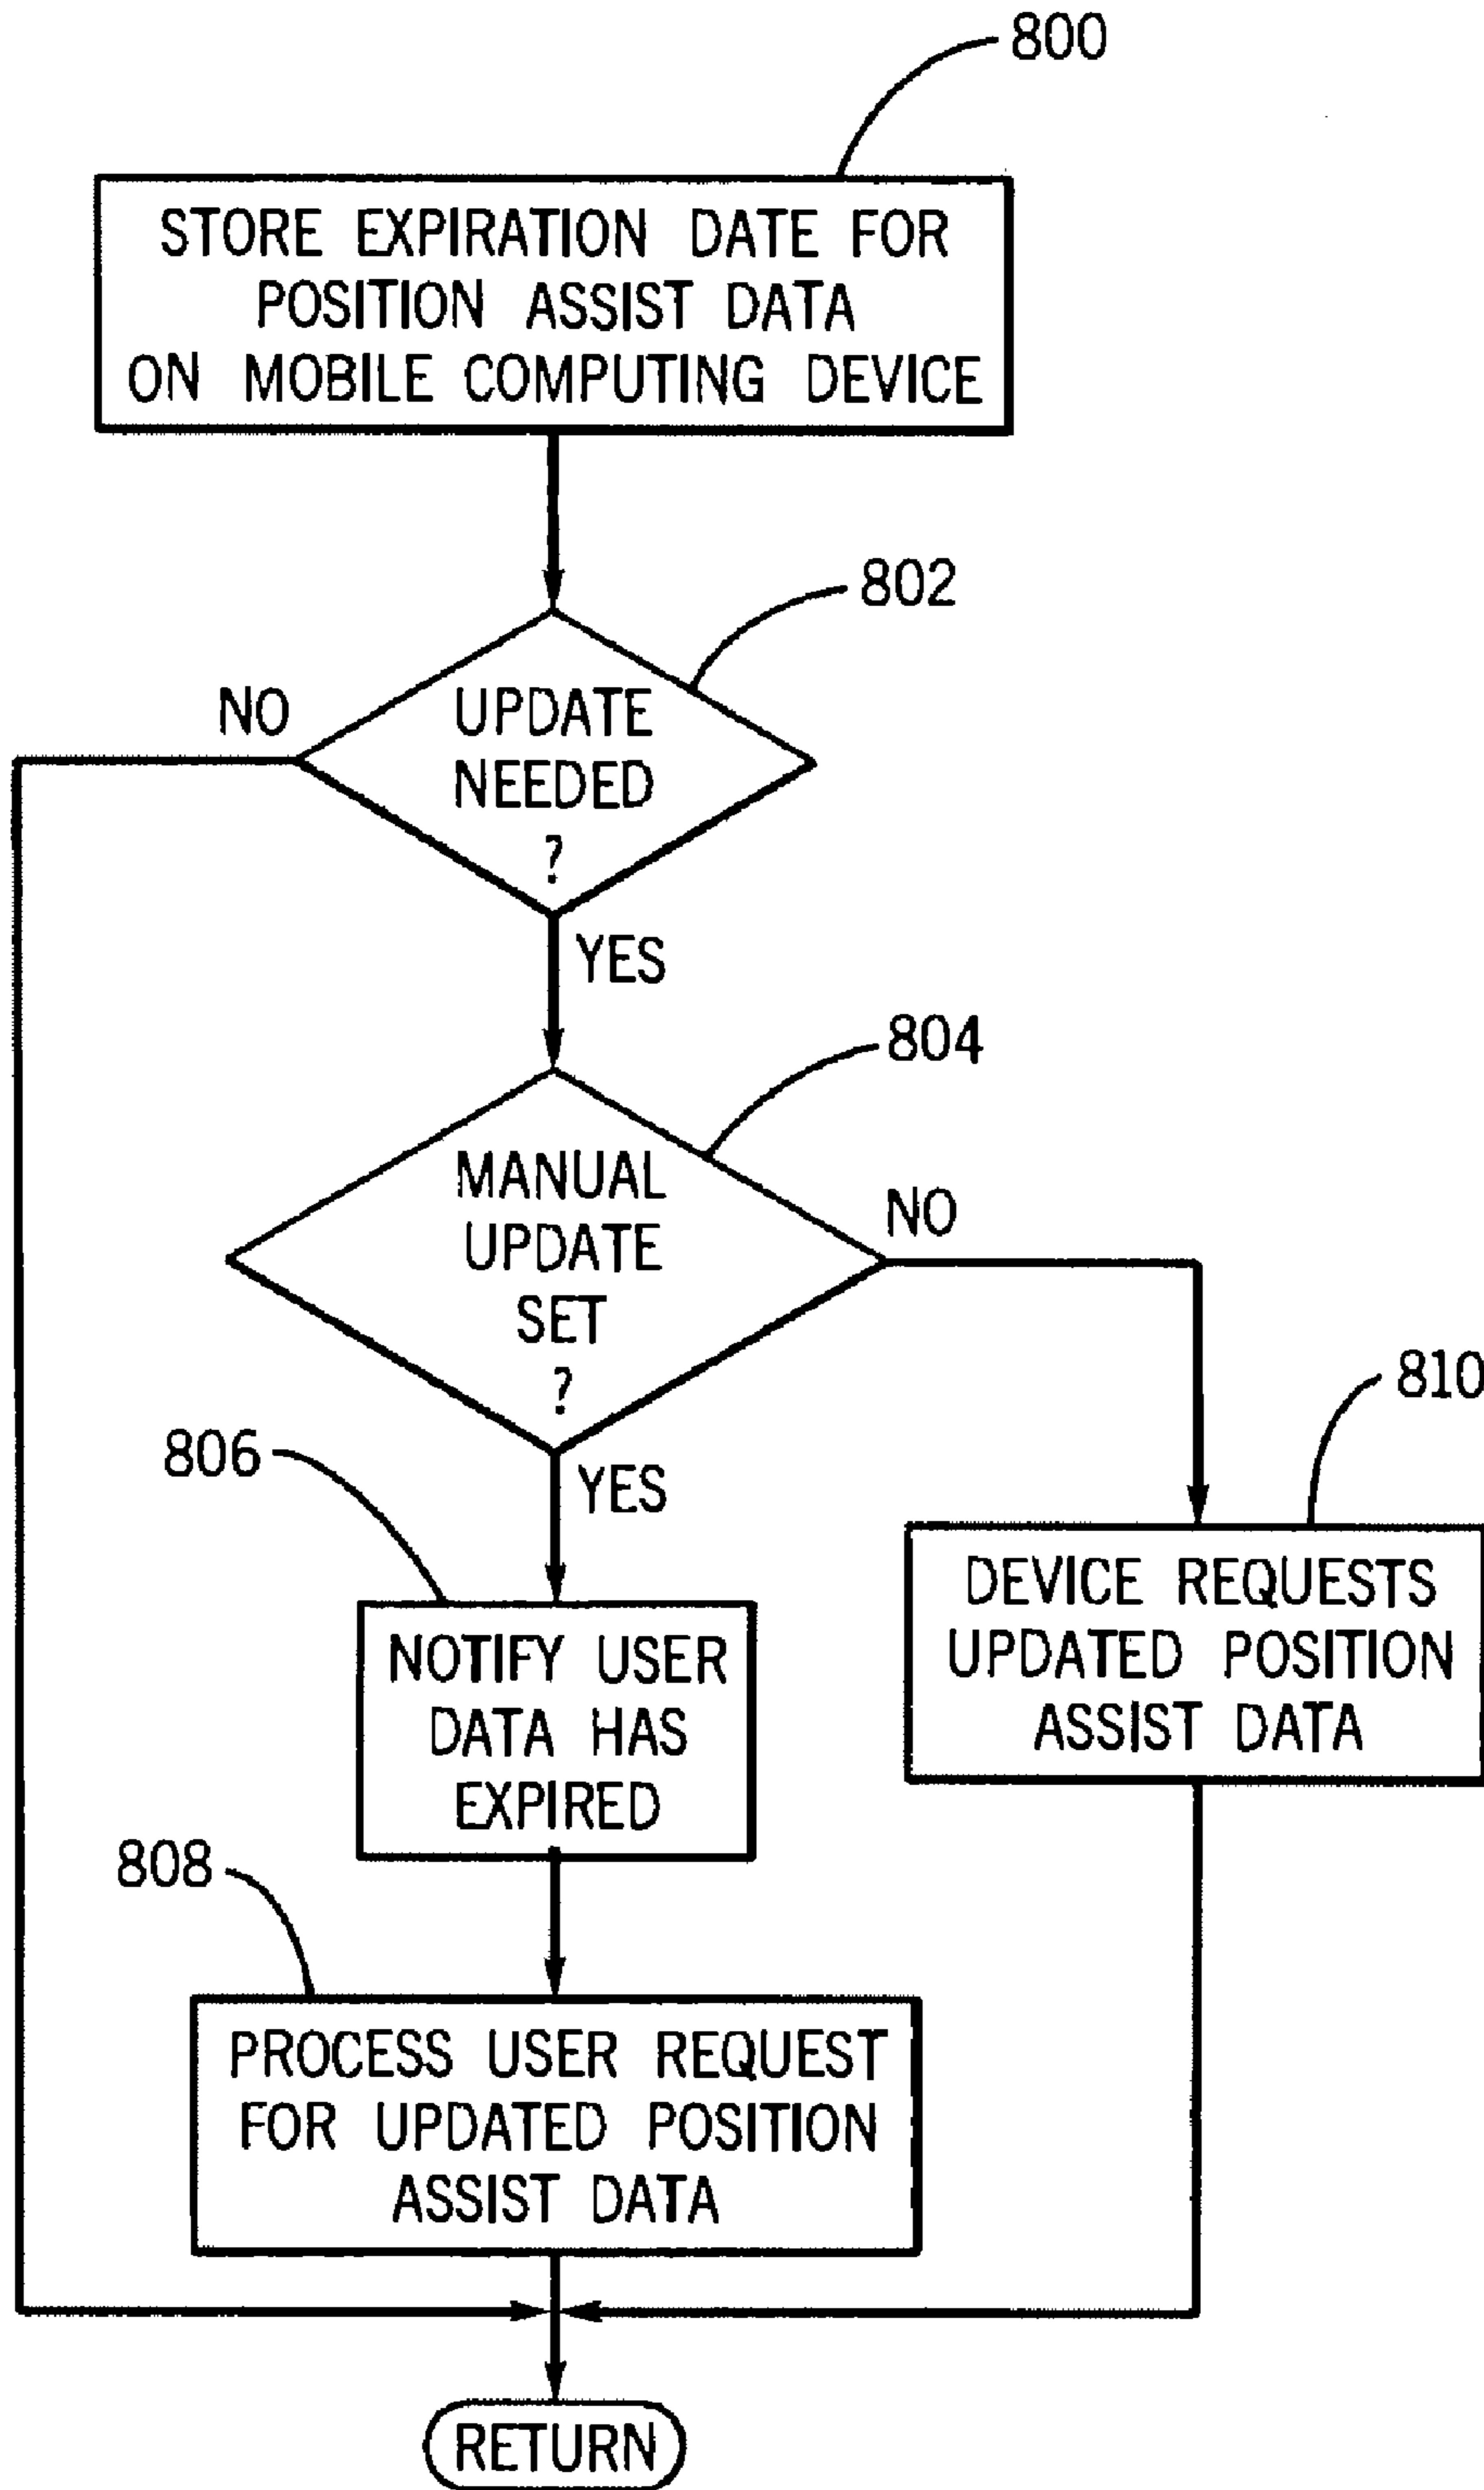 800
STORE EXPIRATION DATE FOR
POSITION ASSIST DATA
ON MOBILE COMPUTING DEVICE
802
NO
UPDATE
NEEDED
?
YES
804
MANUAL
UPDATE
SET
?
NO
810
806
YES
DEVICE REQUESTS
UPDATED POSITION
ASSIST DATA
NOTIFY USER
DATA HAS
EXPIRED
808
PROCESS USER REQUEST
FOR UPDATED POSITION
ASSIST DATA
RETURN